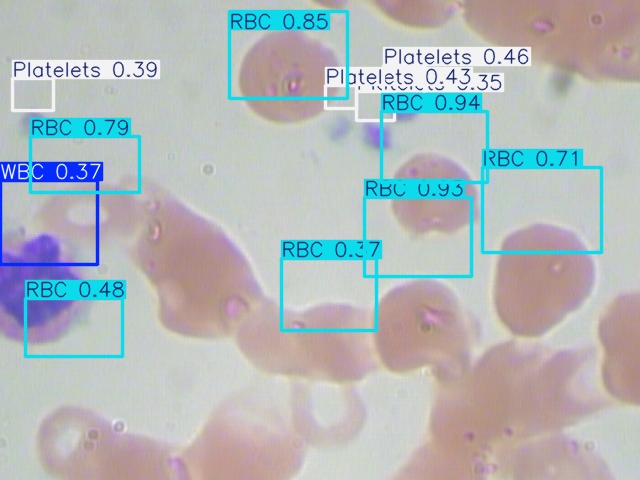 RBC 0.85
Platelets 0.46
Platelets 0.39
Platelets 0.43
.35
RBC 0.94
RBC 0.79
RBC 0.71
WBC 0.37
RBC 0.93
RBC 0.37
RBC 0.48